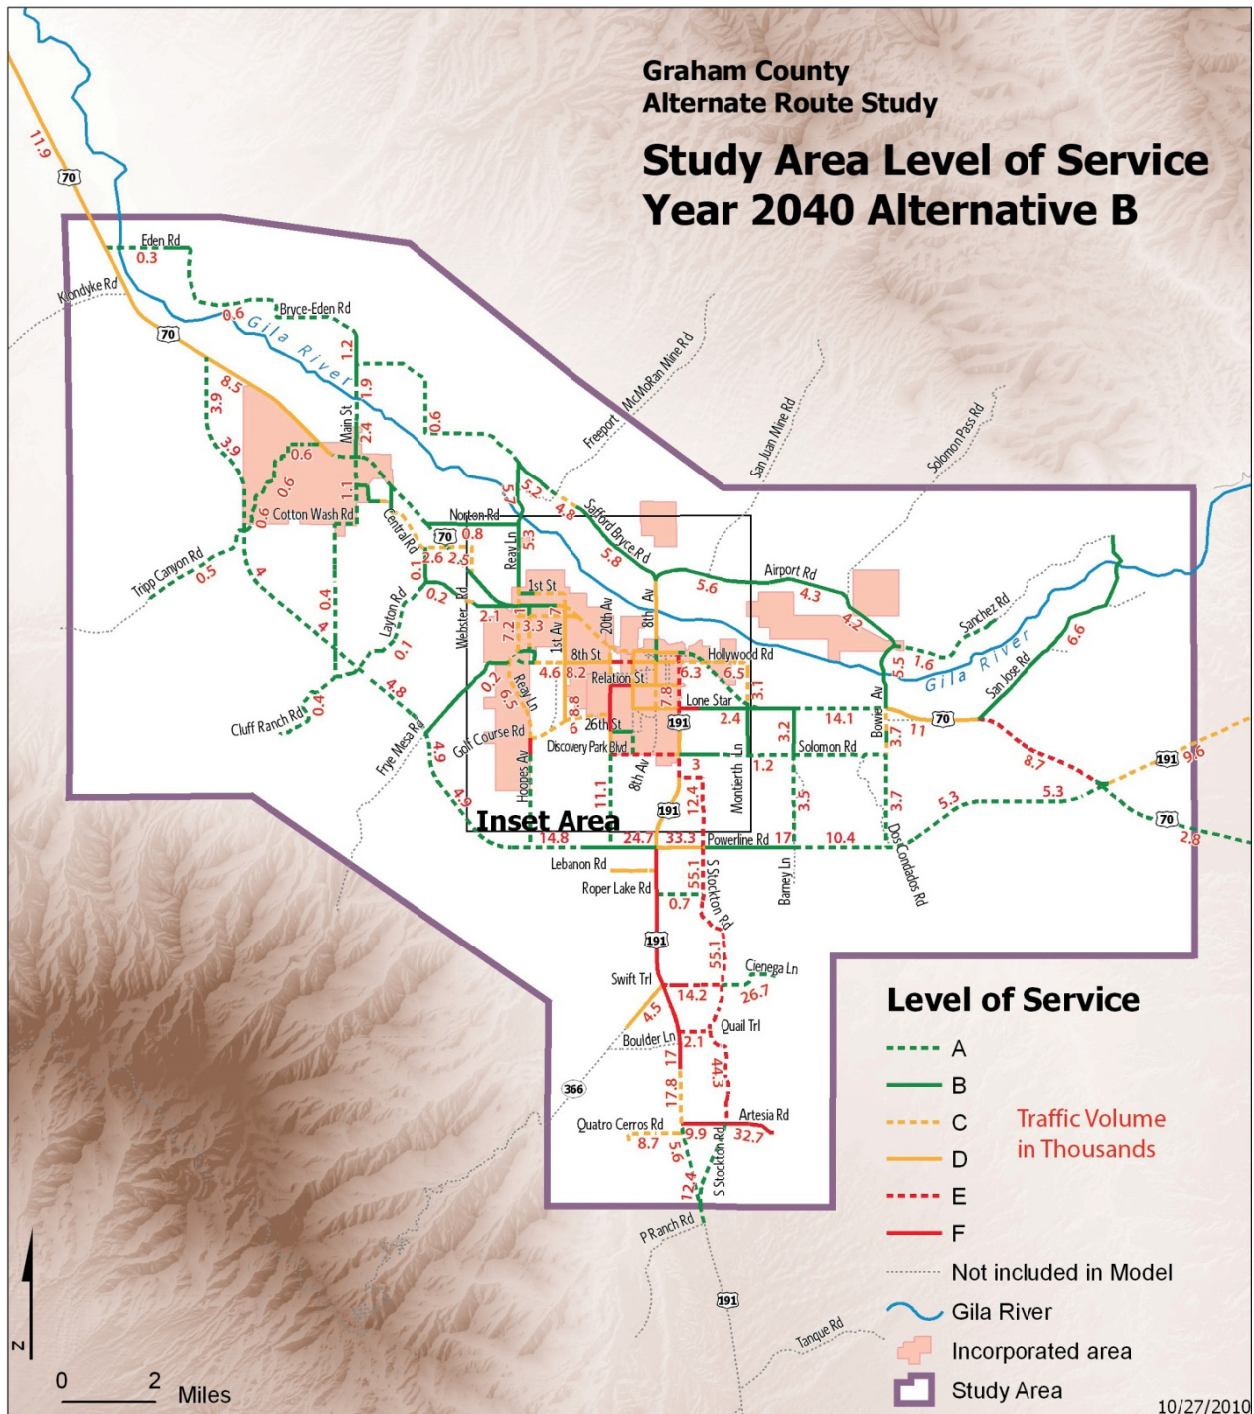 Graham County
Alternate Route Study
Study Area Level of Service
Year 2040 Alternative B
11.9
70
Eden Rd
0.3
Klondyke Rd
0.6
Bryce-Eden Rd
Gila River
70
1.2
8.5
3.9
1.9
Main St
2.4
0.6
Freeport McMoRan Mine Rd
San Juan Mine Rd
Solomon Pass Rd
3.9
0.6
0.6
1.1
0.6
Cotton Wash Rd
Central Rd
Norton Rd
70
0.8
5.7
5.2
4.8
Safford Bryce Rd
5.8
5.3
Reay Ln
Tripp Canyon Rd
0.5
4
2.6
2.5
0.1
0.2
5.6
Airport Rd
4.3
4.2
Sanchez Rd
1.6
5.5
Gila River
6.6
San Jose Rd
0.4
4
Layton Rd
0.1
Webster Rd
2.1
1st St
7.2
1
3.3
7
1st Av
20th Av
8th Av
8th St
Holywood Rd
4.6
8.2
6.3
6.5
3.1
Relation St
0.2
Reay Ln
6.5
8.8
7.8
Lone Star
2.4
14.1
Bowie Av
70
11
4.8
0.4
Cluff Ranch Rd
Frye Mesa Rd
Golf Course Rd
6
26th St
191
3.2
3.7
Discovery Park Blvd
Solomon Rd
8.7
191
9.6
4.9
4.9
Hoopes Av
8th Av
3
Montierth Ln
1.2
11.1
12.4
3.5
3.7
5.3
5.3
191
Inset Area
14.8
24.7
33.3
Powerline Rd
17
10.4
70
2.8
Lebanon Rd
Roper Lake Rd
55.1
0.7
S Stockton Rd
Barney Ln
Dos Condados Rd
191
55.1
Swift Trl
14.2
Cienega Ln
26.7
4.5
Boulder Ln
2.1
Quail Trl
17
44.3
366
17.8
Quatro Cerros Rd
8.7
9.9
Artesia Rd
32.7
5.6
S Stockton Rd
12.4
P Ranch Rd
191
Tanque Rd
Level of Service
A
B
C
D
E
F
Traffic Volume
in Thousands
Not included in Model
Gila River
Incorporated area
Study Area
N
0 2
Miles
10/27/2010